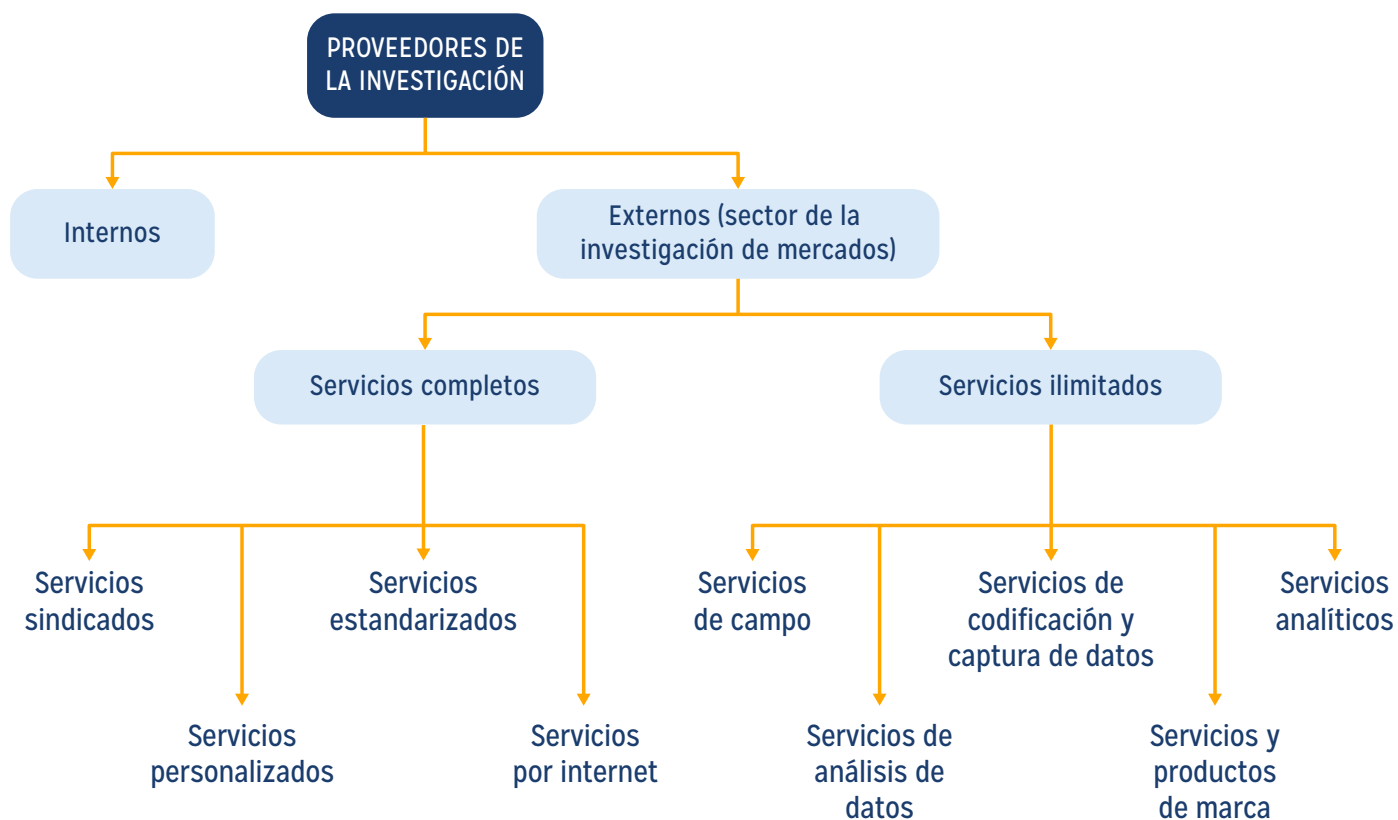 PROVEEDORES DE
LA INVESTIGACIÓN
Internos
Externos (sector de la
investigación de mercados)
Servicios completos
Servicios ilimitados
Servicios
sindicados
Servicios
estandarizados
Servicios
de campo
Servicios de
codificación y
captura de datos
Servicios
analíticos
Servicios
personalizados
Servicios
por internet
Servicios de
análisis de
datos
Servicios y
productos
de marca